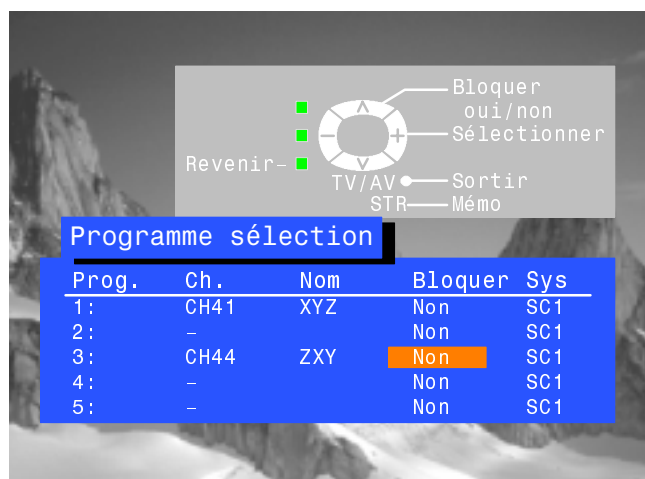 Bloquer
oui/non
Sélectionner
Revenir–
TV/AV Sortir
STR Mémo
Programme sélection
Prog. Ch. Nom Bloquer Sys
1: CH41 XYZ Non SC1
2: – Non SC1
3: CH44 ZXY Non SC1
4: – Non SC1
5: – Non SC1